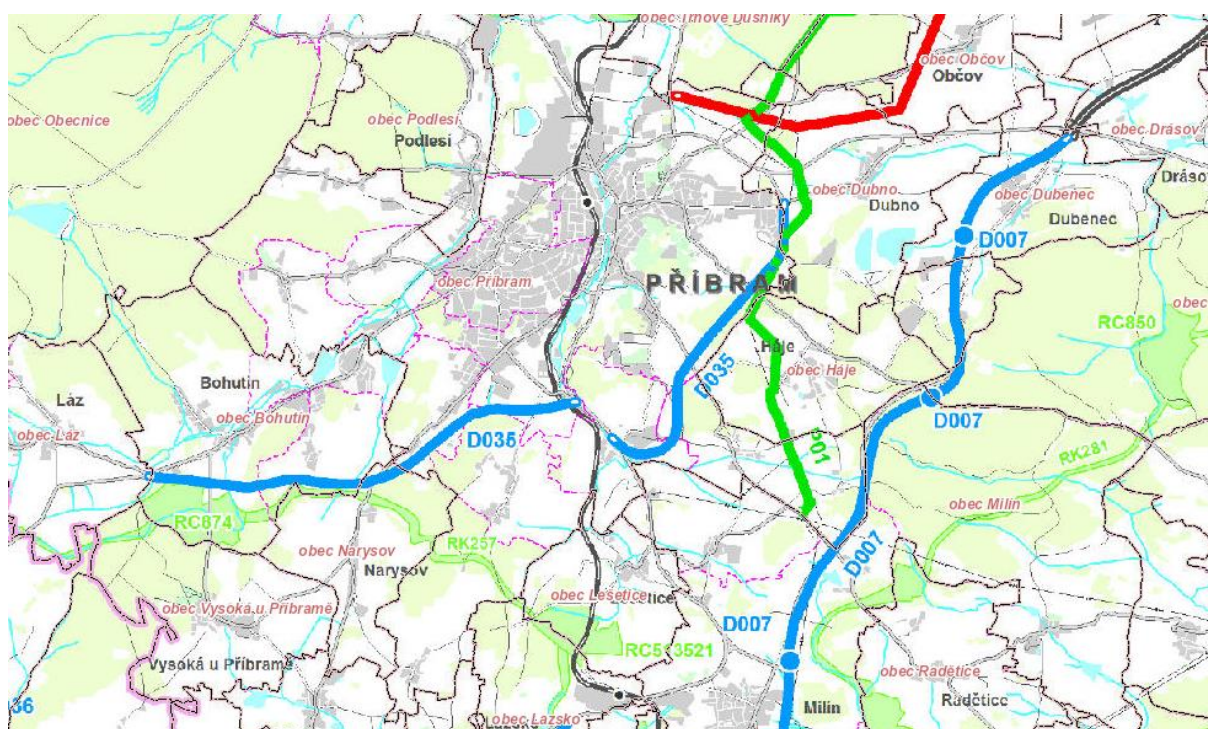 obec Trhové Dušníky
obec Občov
Občov
obec Obecnice
obec Podlesí
Podlesí
obec Drásov
obec Dubno
Dubno
obec Dubenec
Dubenec
D007
obec Příbram
PŘÍBRAM
RC850
Háje
obec Háje
D035
Bohutín
Láz
obec Bohutín
obec Láz
D035
D007
P01
RK281
RC874
obec Milín
obec Narysov
RK257
Narysov
D007
obec Lešetice
obec Vysoká u Příbramě
D007
RC513521
Vysoká u Příbramě
obec Radětice
Radětice
Milín
obec Lazsko